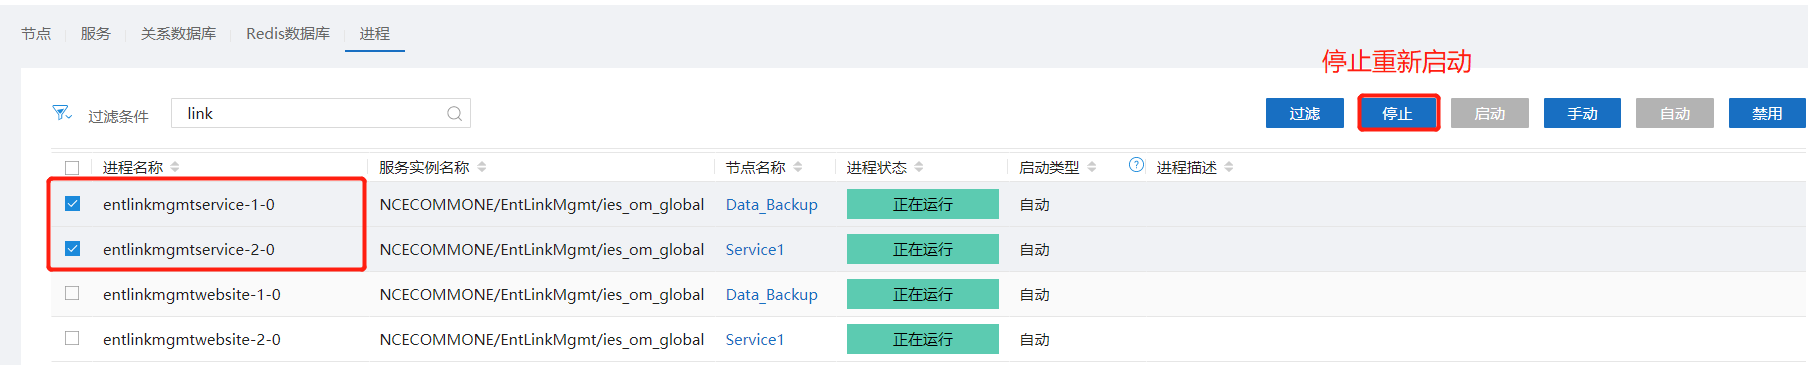 节点 服务 关系数据库 Redis数据库 进程
停止重新启动
过滤条件 link 过滤 停止 启动 手动 自动 禁用
进程名称 服务实例名称 节点名称 进程状态 启动类型 ? 进程描述
entlinkmgmtservice-1-0 NCECOMMONE/EntLinkMgmt/ies_om_global Data_Backup 正在运行 自动
entlinkmgmtservice-2-0 NCECOMMONE/EntLinkMgmt/ies_om_global Service1 正在运行 自动
entlinkmgmtwebsite-1-0 NCECOMMONE/EntLinkMgmt/ies_om_global Data_Backup 正在运行 自动
entlinkmgmtwebsite-2-0 NCECOMMONE/EntLinkMgmt/ies_om_global Service1 正在运行 自动